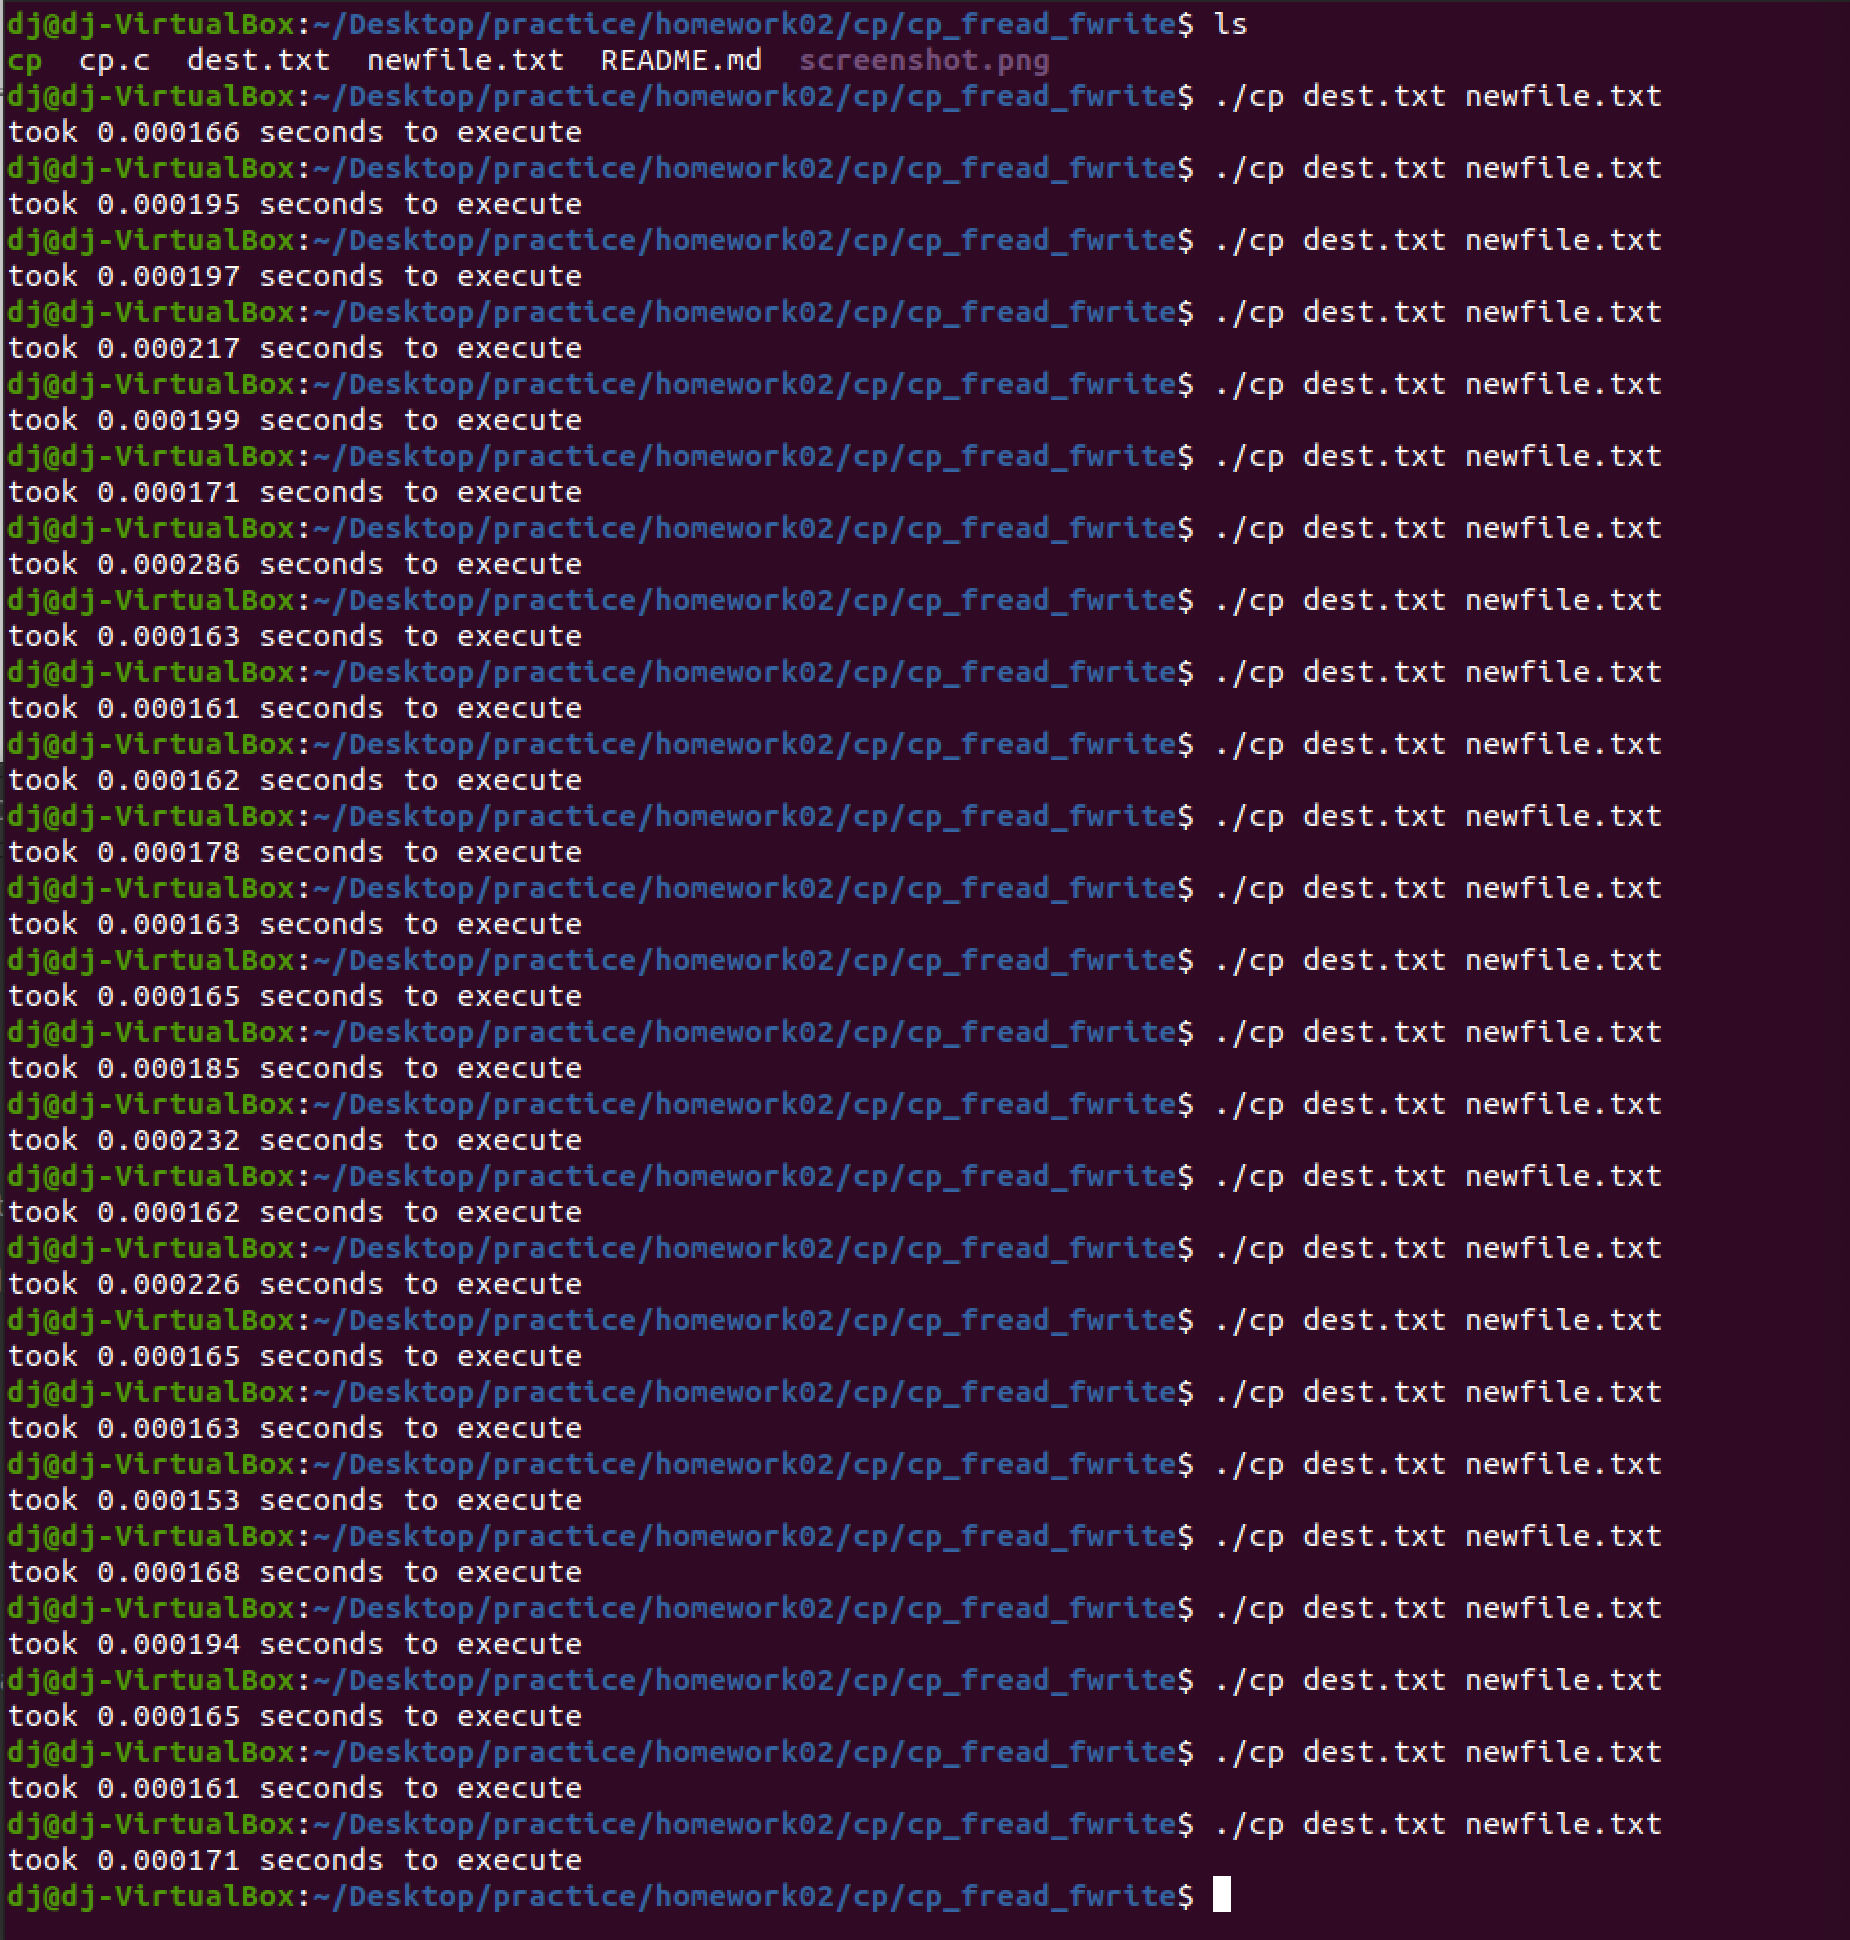 dj@dj-VirtualBox:~/Desktop/practice/homework02/cp/cp_fread_fwrite$ ls
cp  cp.c  dest.txt  newfile.txt  README.md  screenshot.png
dj@dj-VirtualBox:~/Desktop/practice/homework02/cp/cp_fread_fwrite$ ./cp dest.txt newfile.txt
took 0.000166 seconds to execute
dj@dj-VirtualBox:~/Desktop/practice/homework02/cp/cp_fread_fwrite$ ./cp dest.txt newfile.txt
took 0.000195 seconds to execute
dj@dj-VirtualBox:~/Desktop/practice/homework02/cp/cp_fread_fwrite$ ./cp dest.txt newfile.txt
took 0.000197 seconds to execute
dj@dj-VirtualBox:~/Desktop/practice/homework02/cp/cp_fread_fwrite$ ./cp dest.txt newfile.txt
took 0.000217 seconds to execute
dj@dj-VirtualBox:~/Desktop/practice/homework02/cp/cp_fread_fwrite$ ./cp dest.txt newfile.txt
took 0.000199 seconds to execute
dj@dj-VirtualBox:~/Desktop/practice/homework02/cp/cp_fread_fwrite$ ./cp dest.txt newfile.txt
took 0.000171 seconds to execute
dj@dj-VirtualBox:~/Desktop/practice/homework02/cp/cp_fread_fwrite$ ./cp dest.txt newfile.txt
took 0.000286 seconds to execute
dj@dj-VirtualBox:~/Desktop/practice/homework02/cp/cp_fread_fwrite$ ./cp dest.txt newfile.txt
took 0.000163 seconds to execute
dj@dj-VirtualBox:~/Desktop/practice/homework02/cp/cp_fread_fwrite$ ./cp dest.txt newfile.txt
took 0.000161 seconds to execute
dj@dj-VirtualBox:~/Desktop/practice/homework02/cp/cp_fread_fwrite$ ./cp dest.txt newfile.txt
took 0.000162 seconds to execute
dj@dj-VirtualBox:~/Desktop/practice/homework02/cp/cp_fread_fwrite$ ./cp dest.txt newfile.txt
took 0.000178 seconds to execute
dj@dj-VirtualBox:~/Desktop/practice/homework02/cp/cp_fread_fwrite$ ./cp dest.txt newfile.txt
took 0.000163 seconds to execute
dj@dj-VirtualBox:~/Desktop/practice/homework02/cp/cp_fread_fwrite$ ./cp dest.txt newfile.txt
took 0.000165 seconds to execute
dj@dj-VirtualBox:~/Desktop/practice/homework02/cp/cp_fread_fwrite$ ./cp dest.txt newfile.txt
took 0.000185 seconds to execute
dj@dj-VirtualBox:~/Desktop/practice/homework02/cp/cp_fread_fwrite$ ./cp dest.txt newfile.txt
took 0.000232 seconds to execute
dj@dj-VirtualBox:~/Desktop/practice/homework02/cp/cp_fread_fwrite$ ./cp dest.txt newfile.txt
took 0.000162 seconds to execute
dj@dj-VirtualBox:~/Desktop/practice/homework02/cp/cp_fread_fwrite$ ./cp dest.txt newfile.txt
took 0.000226 seconds to execute
dj@dj-VirtualBox:~/Desktop/practice/homework02/cp/cp_fread_fwrite$ ./cp dest.txt newfile.txt
took 0.000165 seconds to execute
dj@dj-VirtualBox:~/Desktop/practice/homework02/cp/cp_fread_fwrite$ ./cp dest.txt newfile.txt
took 0.000163 seconds to execute
dj@dj-VirtualBox:~/Desktop/practice/homework02/cp/cp_fread_fwrite$ ./cp dest.txt newfile.txt
took 0.000153 seconds to execute
dj@dj-VirtualBox:~/Desktop/practice/homework02/cp/cp_fread_fwrite$ ./cp dest.txt newfile.txt
took 0.000168 seconds to execute
dj@dj-VirtualBox:~/Desktop/practice/homework02/cp/cp_fread_fwrite$ ./cp dest.txt newfile.txt
took 0.000194 seconds to execute
dj@dj-VirtualBox:~/Desktop/practice/homework02/cp/cp_fread_fwrite$ ./cp dest.txt newfile.txt
took 0.000165 seconds to execute
dj@dj-VirtualBox:~/Desktop/practice/homework02/cp/cp_fread_fwrite$ ./cp dest.txt newfile.txt
took 0.000161 seconds to execute
dj@dj-VirtualBox:~/Desktop/practice/homework02/cp/cp_fread_fwrite$ ./cp dest.txt newfile.txt
took 0.000171 seconds to execute
dj@dj-VirtualBox:~/Desktop/practice/homework02/cp/cp_fread_fwrite$